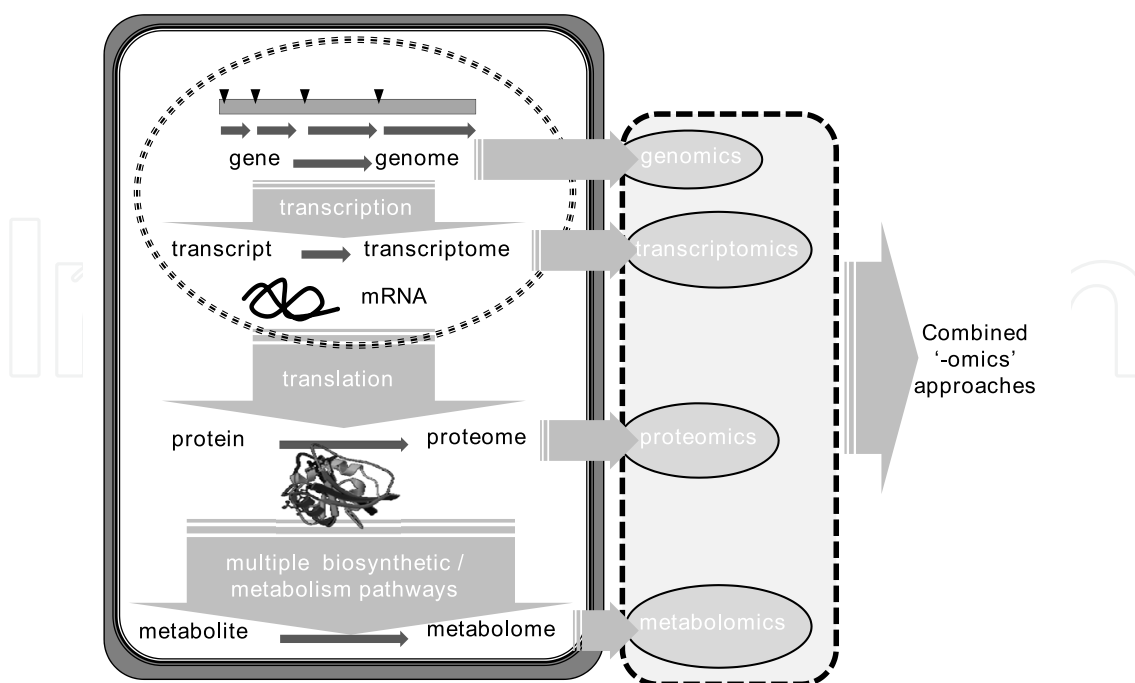 gene genome genomics
transcription
transcript transcriptome transcriptomics
mRNA
Combined
'-omics'
approaches
translation
protein proteome proteomics
multiple biosynthetic /
metabolism pathways
metabolite metabolome metabolomics